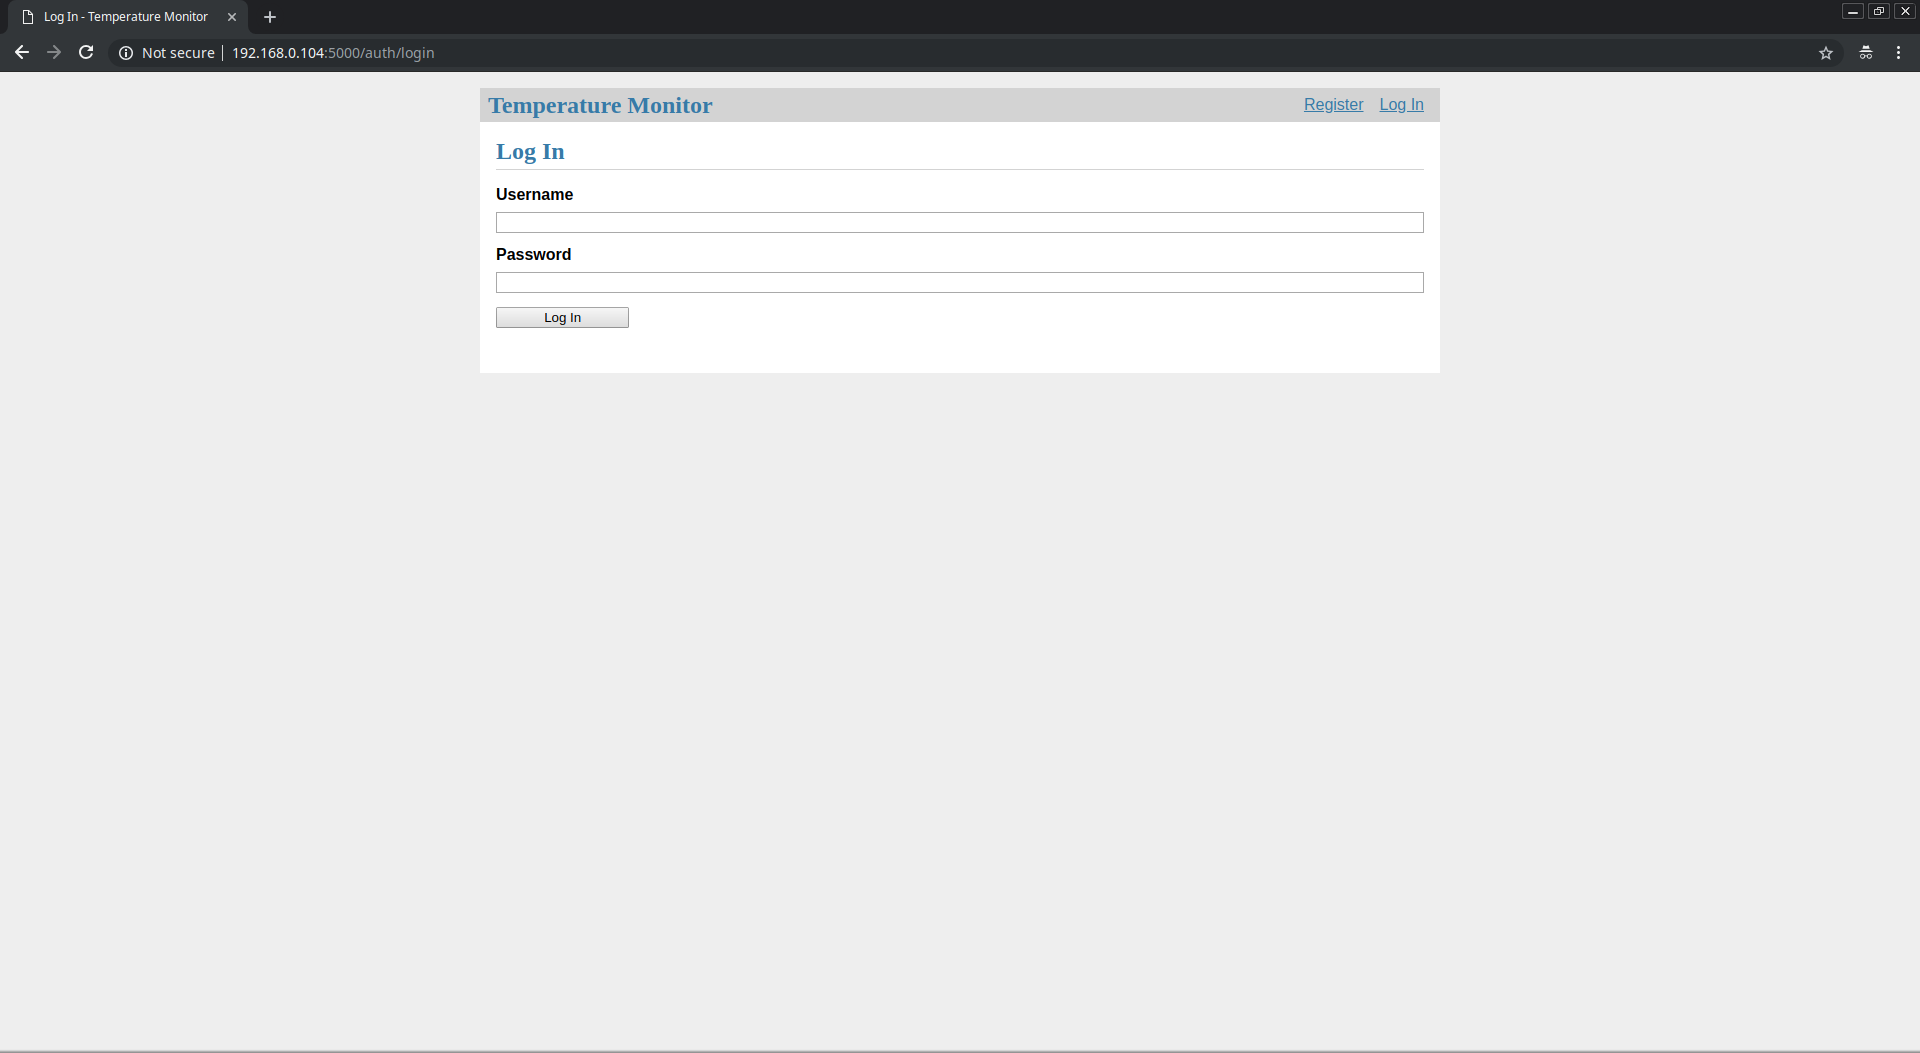 Log In - Temperature Monitor
Not secure | 192.168.0.104:5000/auth/login
Temperature Monitor
Register Log In
Log In
Username
Password
Log In